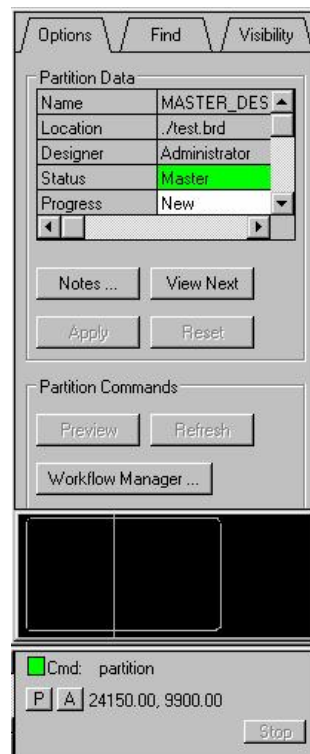 Options Find Visibility
Partition Data
Name MASTER_DES
Location ./test.brd
Designer Administrator
Status Master
Progress New
Notes ... View Next
Apply Reset
Partition Commands
Preview Refresh
Workflow Manager ...
Cmd: partition
P A 24150.00, 9900.00
Stop